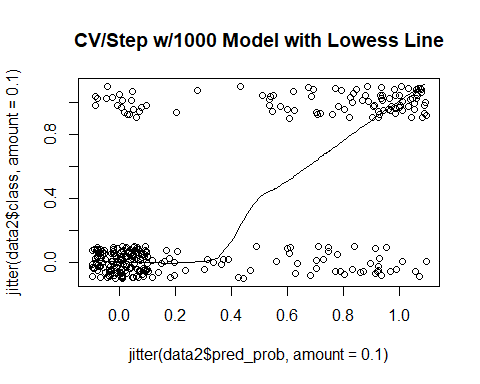 CV/Step w/1000 Model with Lowess Line
jitter(data2$class, amount = 0.1)
0.8
0.4
0.0
0.0 0.2 0.4 0.6 0.8 1.0
jitter(data2$pred_prob, amount = 0.1)